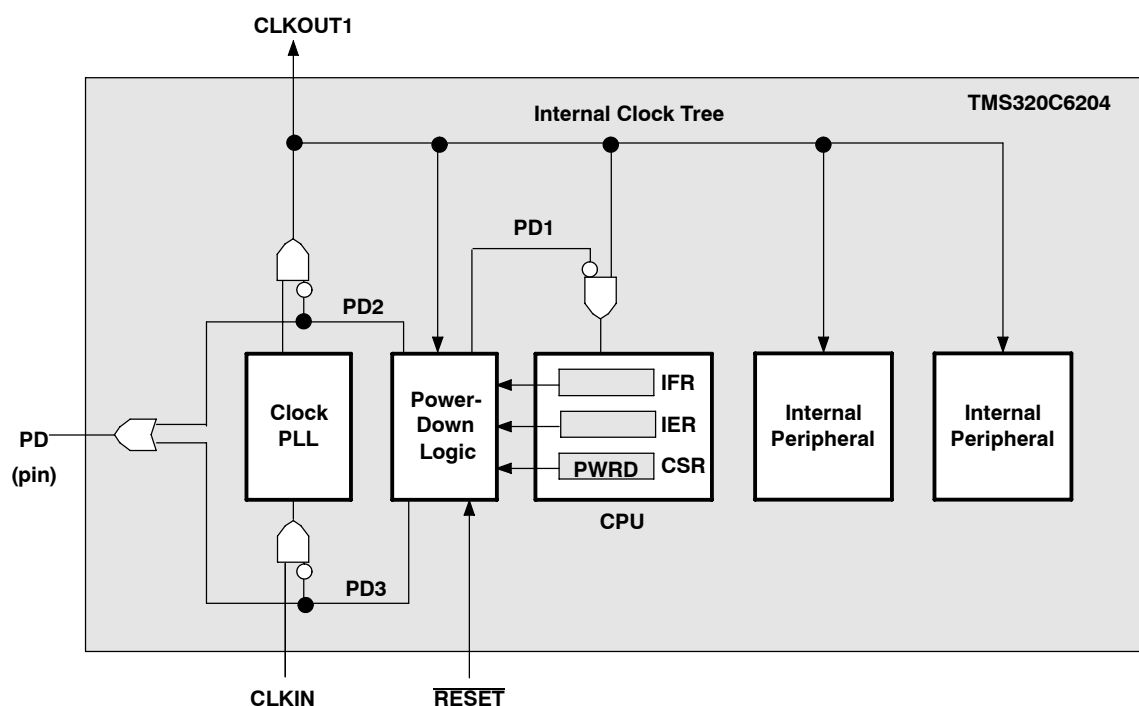 CLKOUT1
TMS320C6204
Internal Clock Tree
PD1
PD2
Clock
PLL
Power-
Down
Logic
IFR
IER
PWRD CSR
CPU
Internal
Peripheral
Internal
Peripheral
PD
(pin)
PD3
CLKIN
R̅E̅S̅E̅T̅